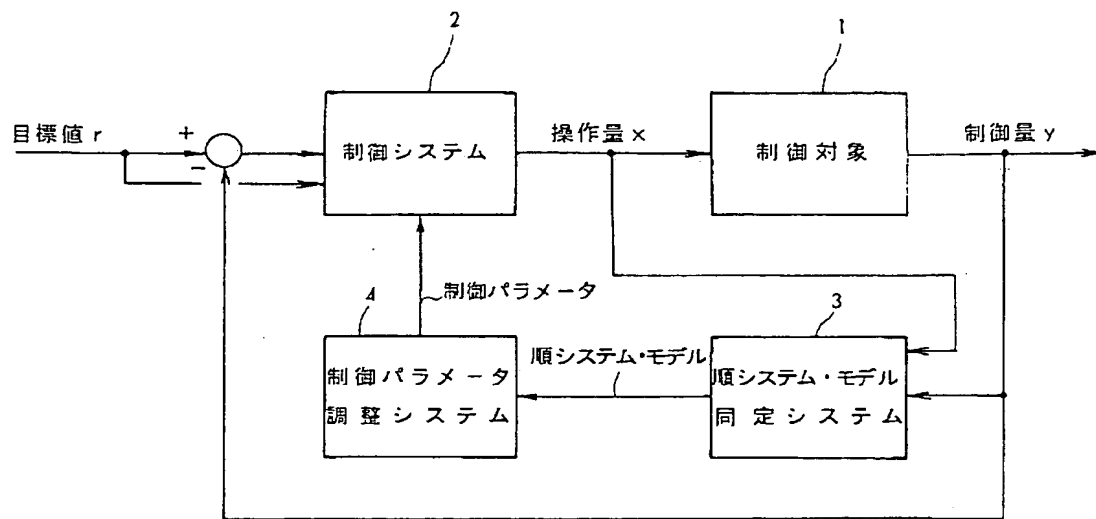 2
1
目標値 r
+
-
制御システム
操作量 x
制御対象
制御量 y
制御パラメータ
4
3
制御パラメータ
調整システム
順システム・モデル
順システム・モデル
同定システム